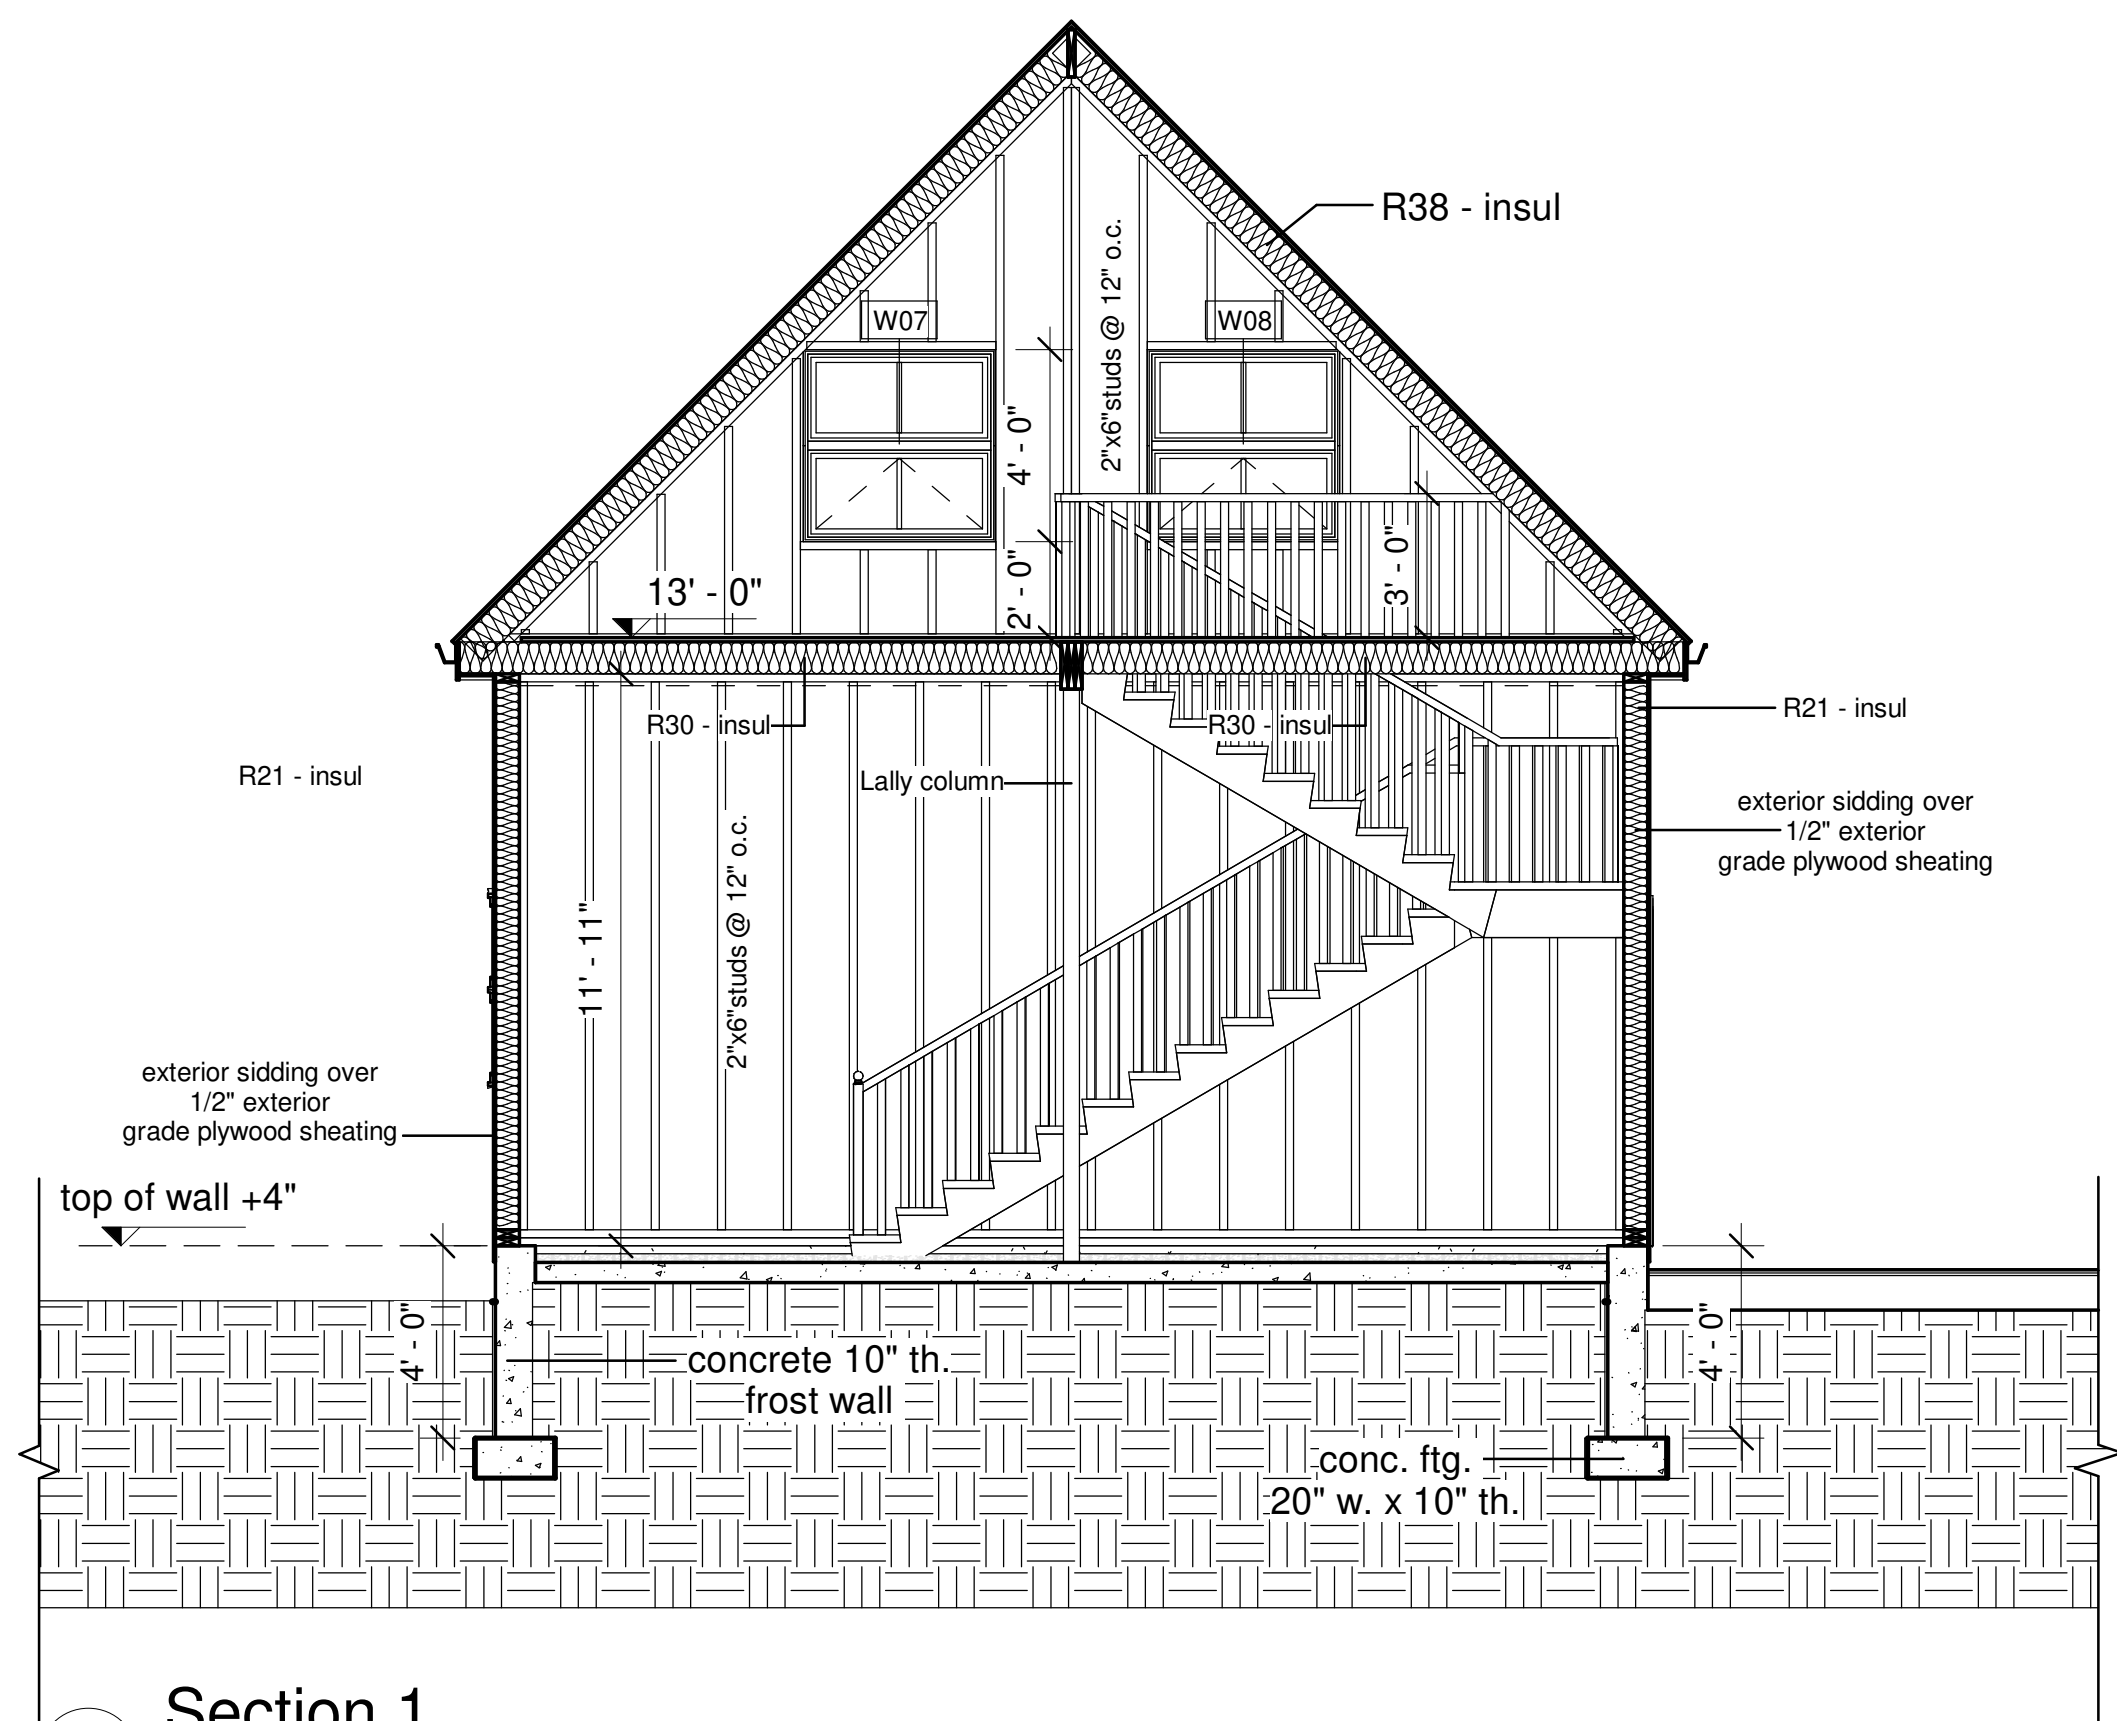 R38 - insul
2"x6"studs @ 12" o.c.
W07
W08
4' - 0"
2' - 0"
3' - 0"
13' - 0"
R30 - insul
R30 - insul
R21 - insul
R21 - insul
Lally column
exterior sidding over
1/2" exterior
grade plywood sheating
11' - 11"
2"x6"studs @ 12" o.c.
exterior sidding over
1/2" exterior
grade plywood sheating
top of wall +4"
4' - 0"
4' - 0"
concrete 10" th.
frost wall
conc. ftg.
20" w. x 10" th.
Section 1